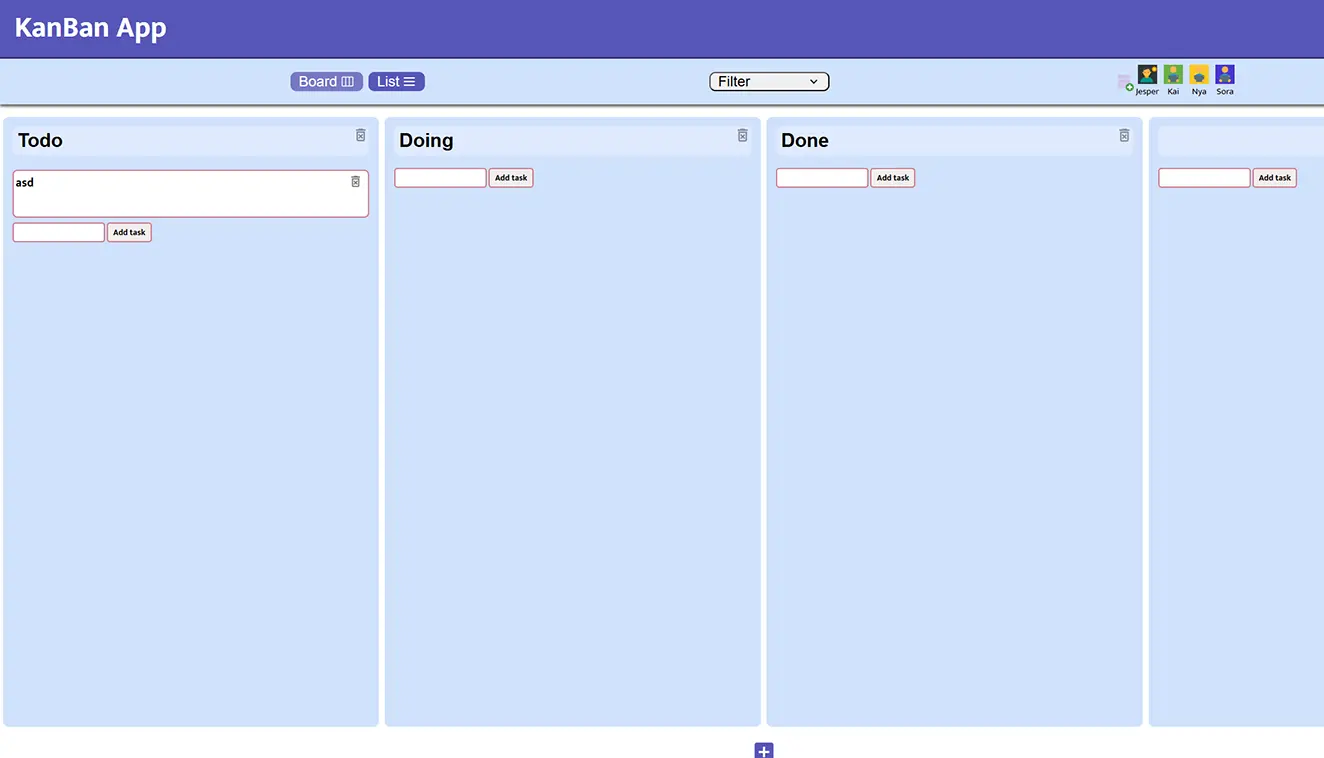 KanBan App
Board List Filter
Jesper Kai Nya Sora
Todo
Doing
Done
asd
Add task
Add task
Add task
Add task